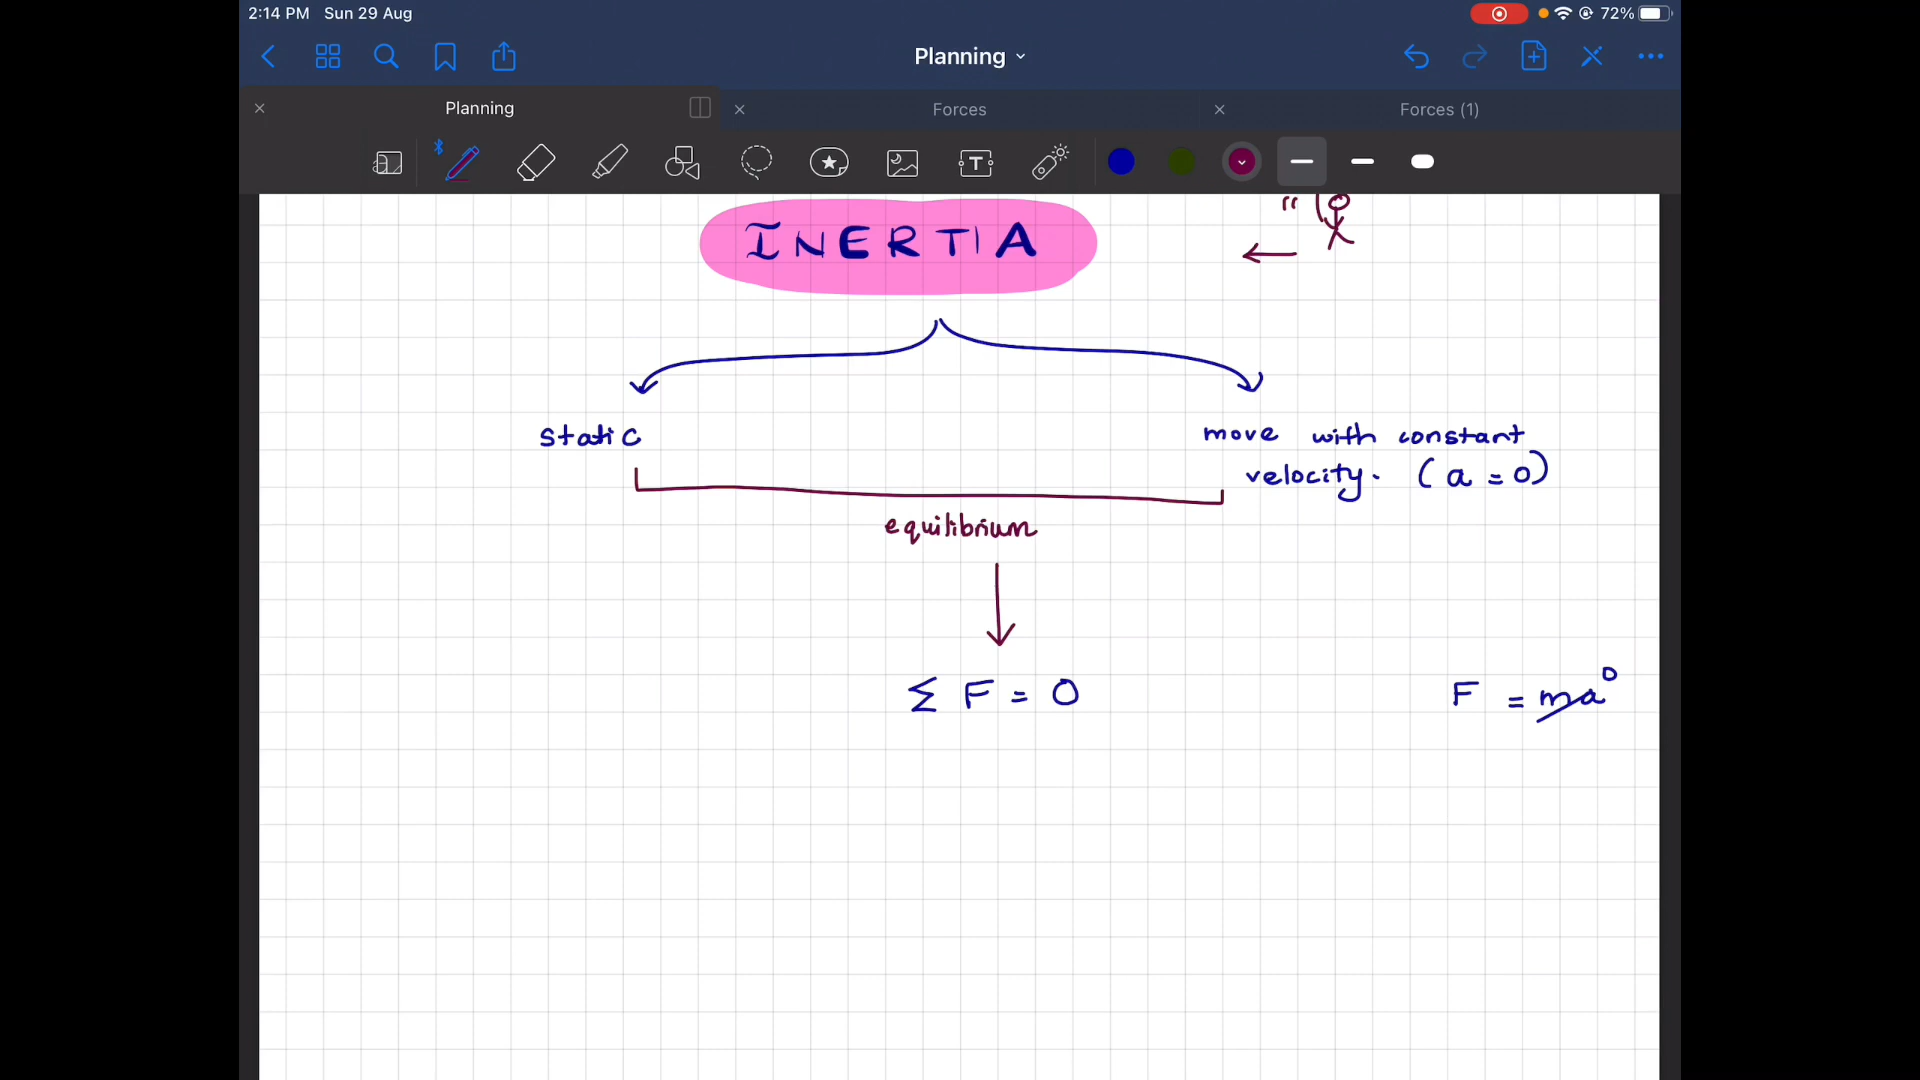 2:14 PM Sun 29 Aug
72%
Planning
Planning
Forces
Forces (1)
T
INERTIA
static
move with constant
velocity. (a = 0)
equilibrium
Σ F = 0
F = ma 0